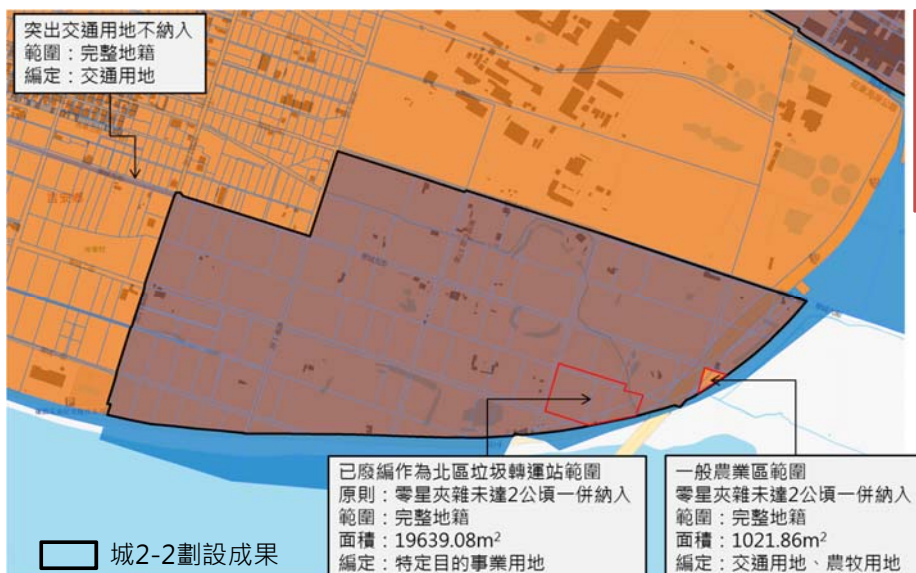 突出交通用地不納入
範圍：完整地籍
編定：交通用地
已廢編作為北區垃圾轉運站範圍
原則：零星夾雜未達2公頃一併納入
範圍：完整地籍
面積：19639.08m²
編定：特定目的事業用地
一般農業區範圍
零星夾雜未達2公頃一併納入
範圍：完整地籍
面積：1021.86m²
編定：交通用地、農牧用地
城2-2劃設成果